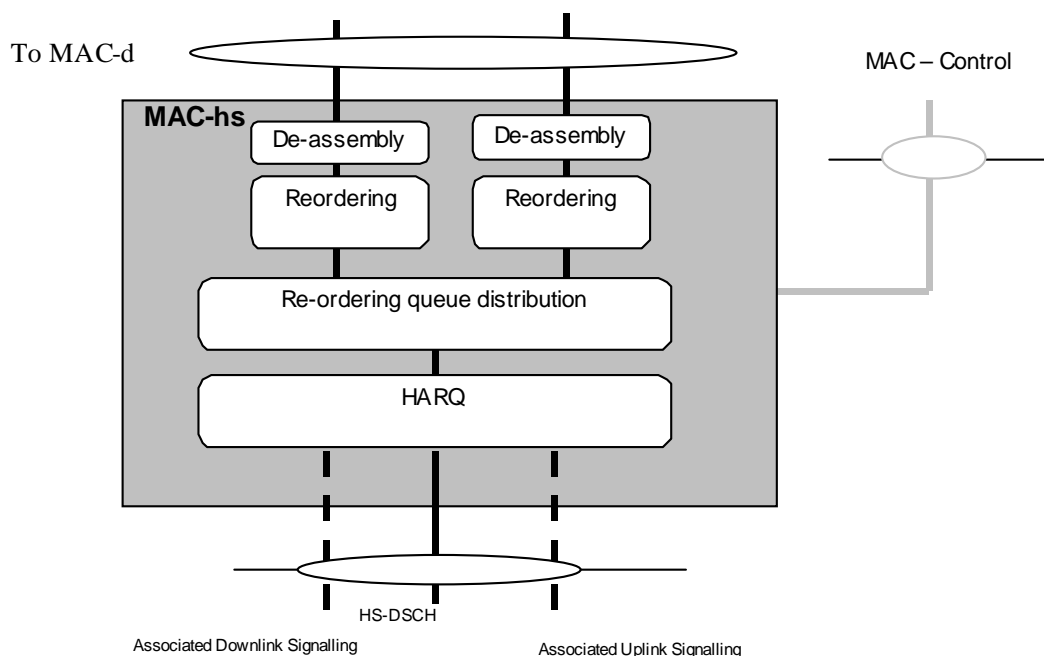 To MAC-d
MAC – Control
MAC-hs
De-assembly
De-assembly
Reordering
Reordering
Re-ordering queue distribution
HARQ
HS-DSCH
Associated Downlink Signalling
Associated Uplink Signalling